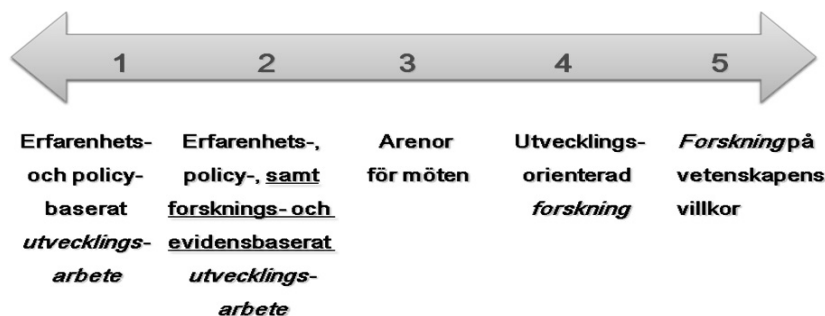 1 2 3 4 5
Erfarenhets-
och policy-
baserat
utvecklings-
arbete
Erfarenhets-,
policy-, samt
forsknings- och
evidensbaserat
utvecklings-
arbete
Arenor
för möten
Utvecklings-
orienterad
forskning
Forskning på
vetenskapens
villkor